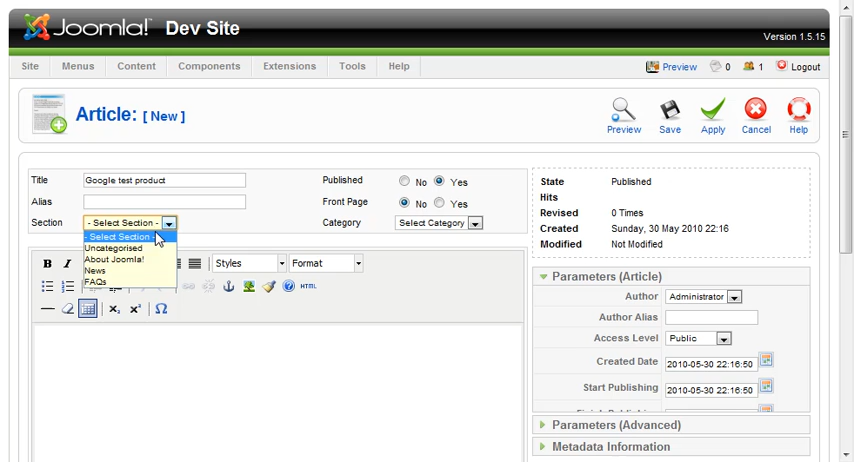 Joomla!™ Dev Site
Version 1.5.15
Site Menus Content Components Extensions Tools Help
Preview 0 1 Logout
Article: [ New ]
Preview Save Apply Cancel Help
Title Google test product Published No Yes
Alias Front Page No Yes
Section - Select Section - Category Select Category
- Select Section -
Uncategorised
About Joomla!
News
FAQs
B I Styles Format
HTML
X₂ X² Ω
State Published
Hits
Revised 0 Times
Created Sunday, 30 May 2010 22:16
Modified Not Modified
Parameters (Article)
Author Administrator
Author Alias
Access Level Public
Created Date 2010-05-30 22:16:50
Start Publishing 2010-05-30 22:16:50
Parameters (Advanced)
Metadata Information